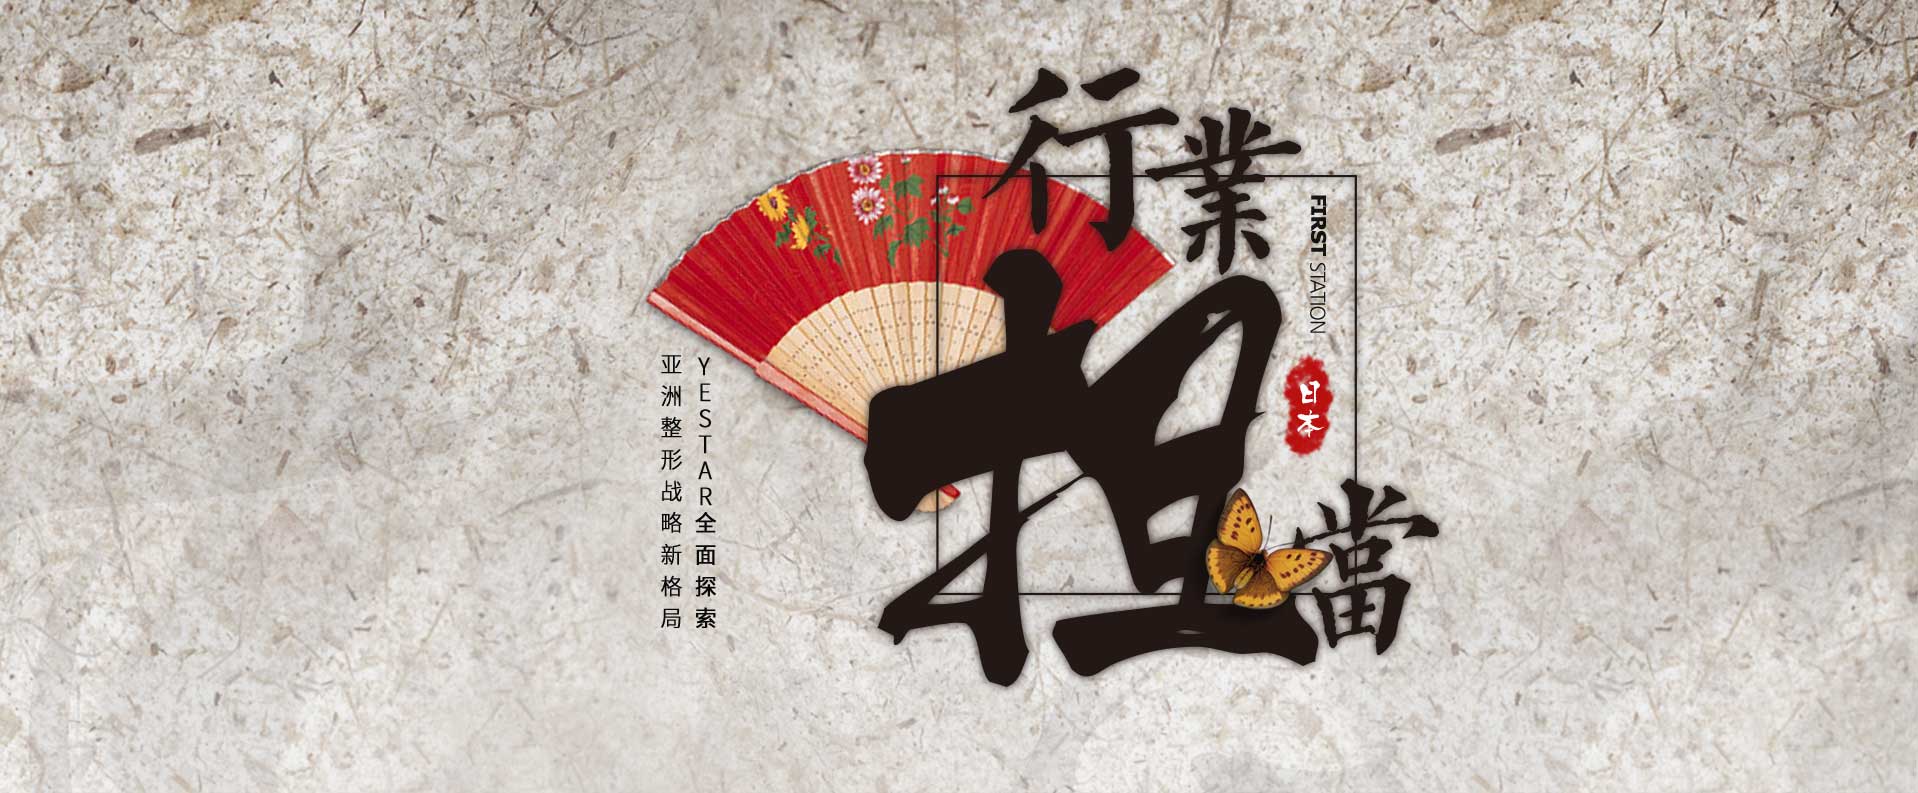 行業
担
當
FIRST STATION
日本
YESTAR全面探索
亚洲整形战略新格局